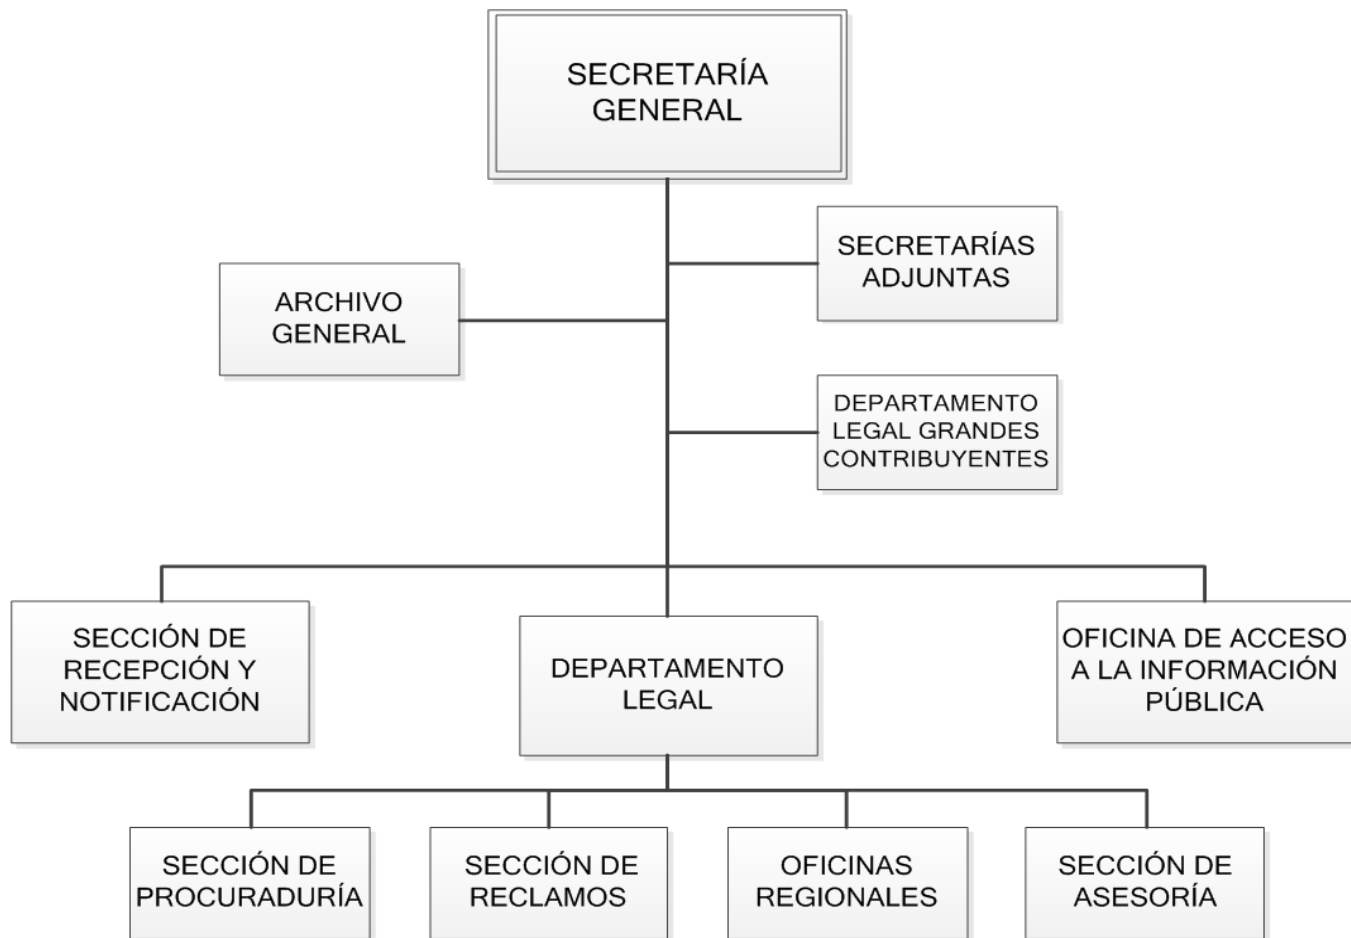 SECRETARÍA
GENERAL
SECRETARÍAS
ADJUNTAS
ARCHIVO
GENERAL
DEPARTAMENTO
LEGAL GRANDES
CONTRIBUYENTES
SECCIÓN DE
RECEPCIÓN Y
NOTIFICACIÓN
DEPARTAMENTO
LEGAL
OFICINA DE ACCESO
A LA INFORMACIÓN
PÚBLICA
SECCIÓN DE
PROCURADURÍA
SECCIÓN DE
RECLAMOS
OFICINAS
REGIONALES
SECCIÓN DE
ASESORÍA